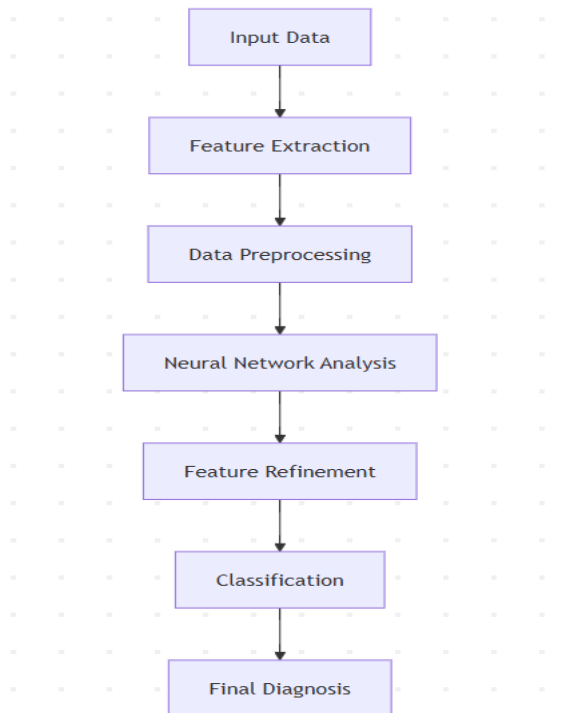 Input Data
Feature Extraction
Data Preprocessing
Neural Network Analysis
Feature Refinement
Classification
Final Diagnosis